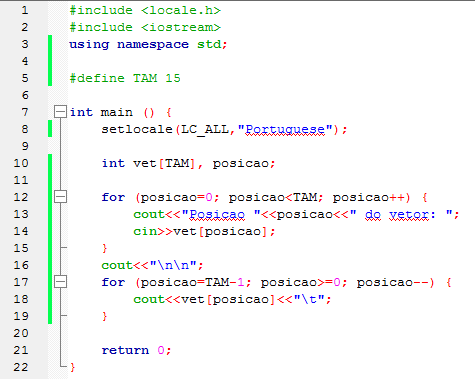 1 #include <locale.h>
2 #include <iostream>
3 using namespace std;
4
5 #define TAM 15
6
7 int main () {
8 setlocale(LC_ALL,"Portuguese");
9
10 int vet[TAM], posicao;
11
12 for (posicao=0; posicao<TAM; posicao++) {
13 cout<<"Posicao "<<posicao<<" do vetor: ";
14 cin>>vet[posicao];
15 }
16 cout<<"\n\n";
17 for (posicao=TAM-1; posicao>=0; posicao--) {
18 cout<<vet[posicao]<<"\t";
19 }
20
21 return 0;
22 }